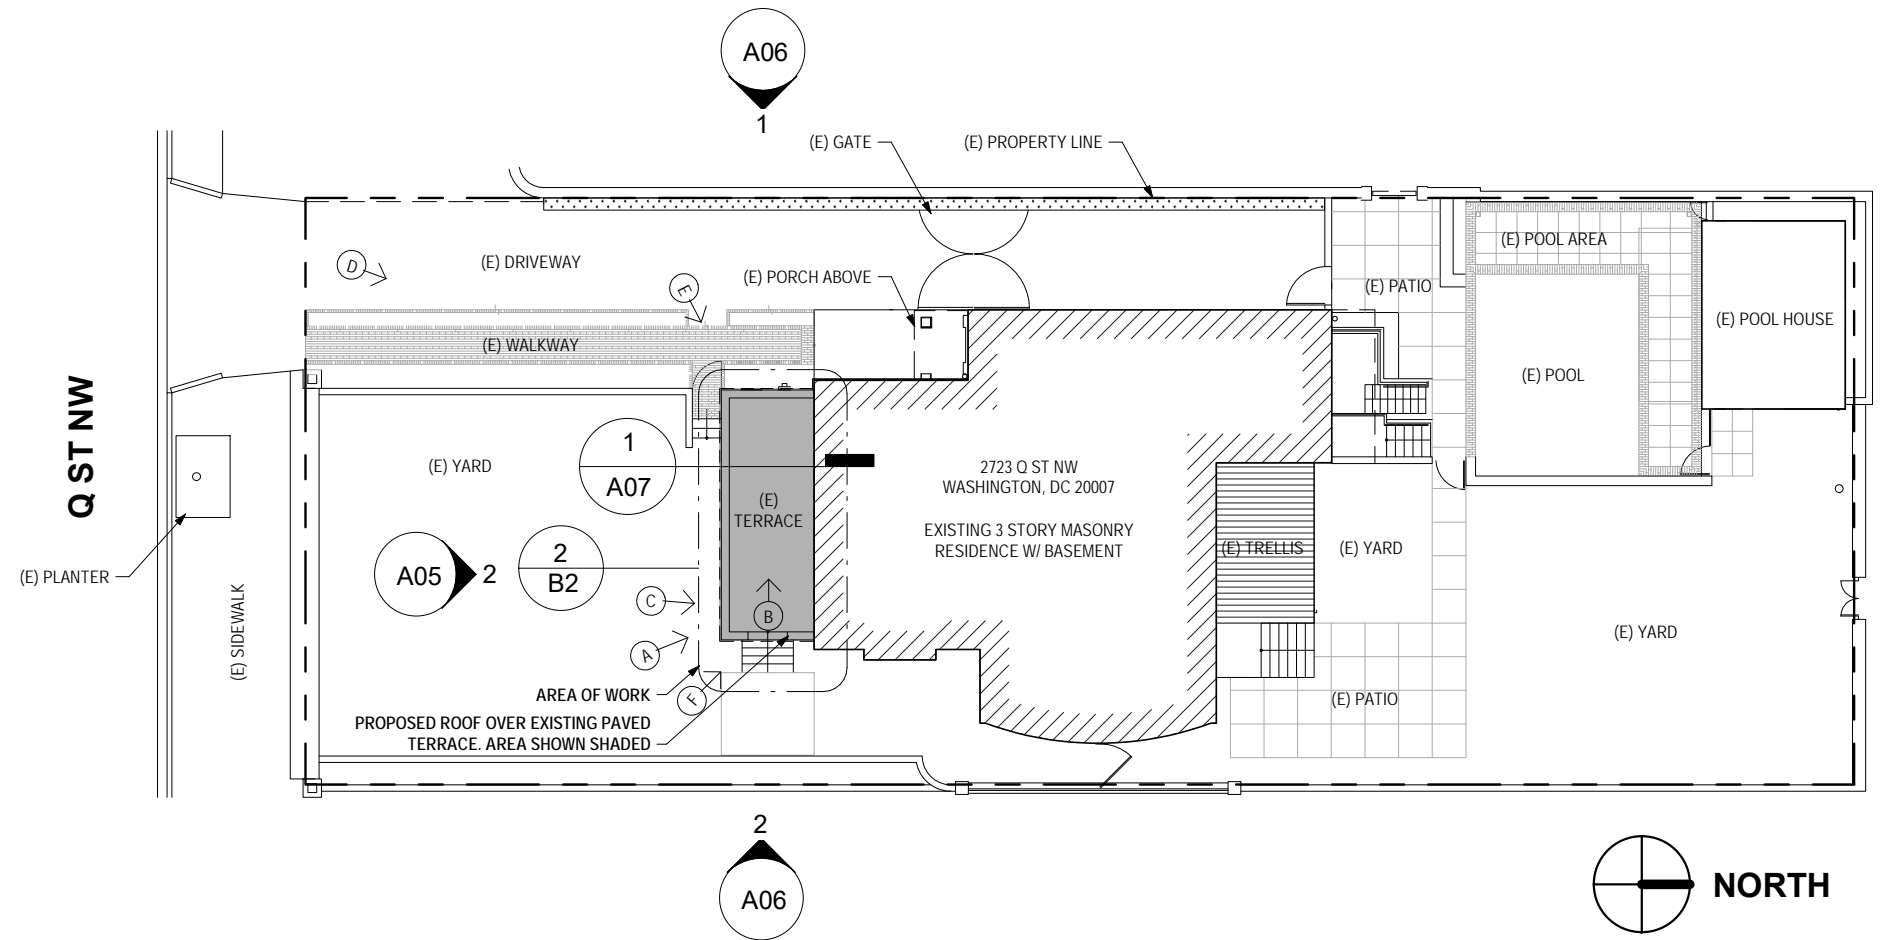 A06
1
(E) GATE
(E) PROPERTY LINE
(E) POOL AREA
D
(E) DRIVEWAY
E
(E) PORCH ABOVE
(E) PATIO
(E) POOL HOUSE
(E) WALKWAY
(E) POOL
Q ST NW
1
A07
(E) YARD
2723 Q ST NW
WASHINGTON, DC 20007
(E)
TERRACE
EXISTING 3 STORY MASONRY
RESIDENCE W/ BASEMENT
(E) TRELLIS
(E) YARD
2
B2
A05
2
(E) PLANTER
(E) SIDEWALK
C
B
A
F
(E) YARD
AREA OF WORK
PROPOSED ROOF OVER EXISTING PAVED
TERRACE. AREA SHOWN SHADED
(E) PATIO
2
A06
NORTH